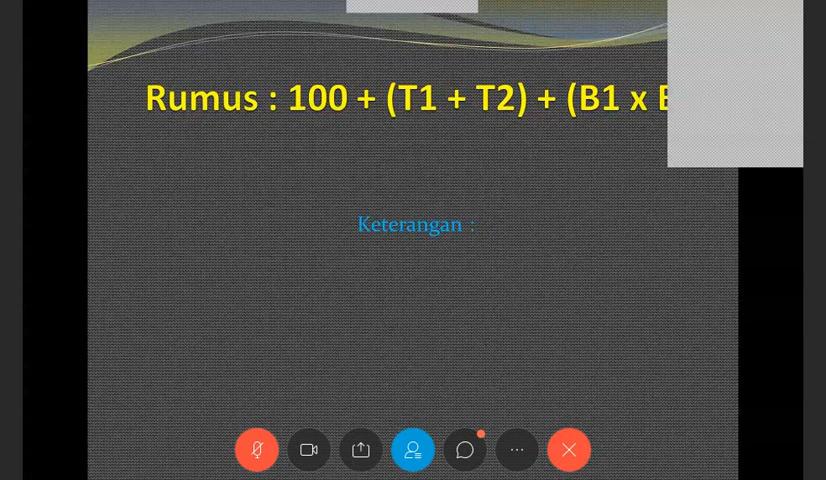 Rumus : 100 + (T1 + T2) + (B1 x
Keterangan :